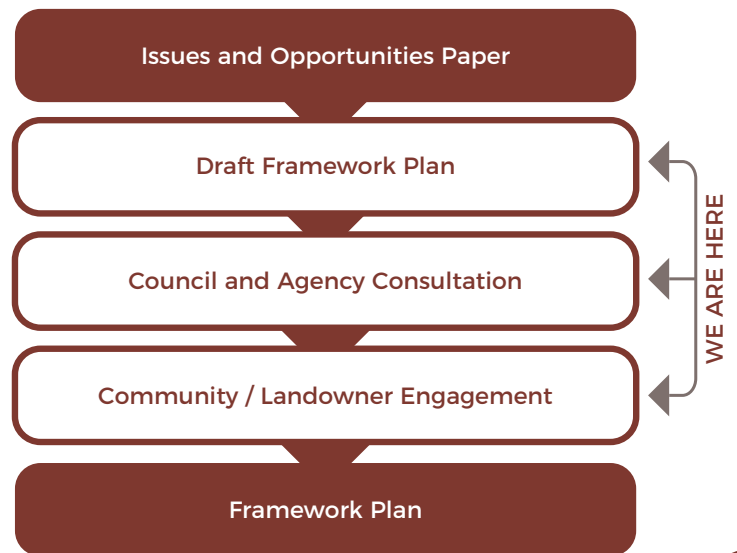 Issues and Opportunities Paper
Draft Framework Plan
Council and Agency Consultation
Community / Landowner Engagement
Framework Plan
WE ARE HERE